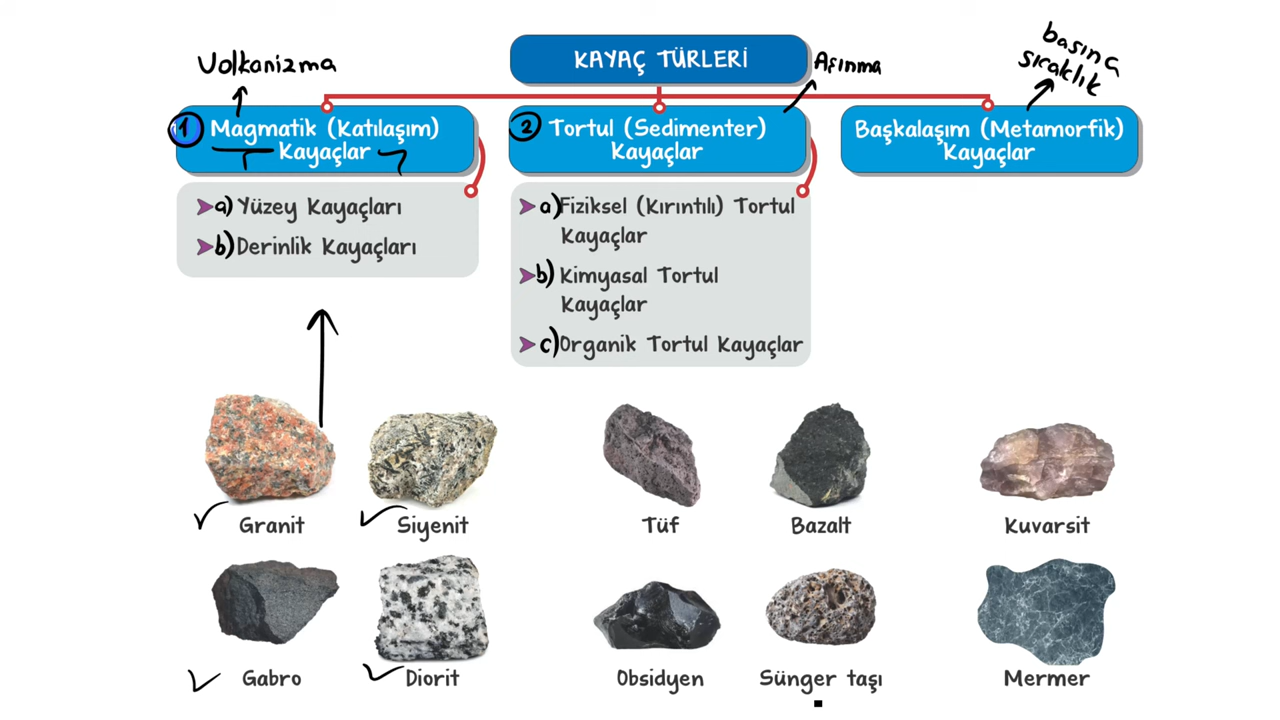 KAYAÇ TÜRLERİ
Volkanizma
Aşınma
basınç
sıcaklık
1 Magmatik (Katılaşım)
Kayaçlar
2 Tortul (Sedimenter)
Kayaçlar
Başkalaşım (Metamorfik)
Kayaçlar
a) Yüzey Kayaçları
b) Derinlik Kayaçları
a) Fiziksel (Kırıntılı) Tortul
Kayaçlar
b) Kimyasal Tortul
Kayaçlar
c) Organik Tortul Kayaçlar
Granit
Siyenit
Tüf
Bazalt
Kuvarsit
Gabro
Diorit
Obsidyen
Sünger taşı
Mermer